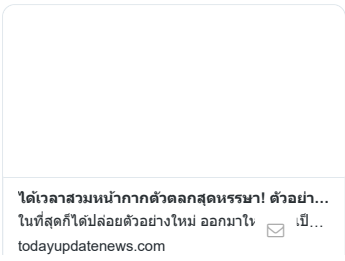 ได้เวลาสวมหน้ากากตัวตลกสุดหรรษา! ตัวอย่า...
ในที่สุดก็ได้ปล่อยตัวอย่างใหม่ ออกมาให้
todayupdatenews.com